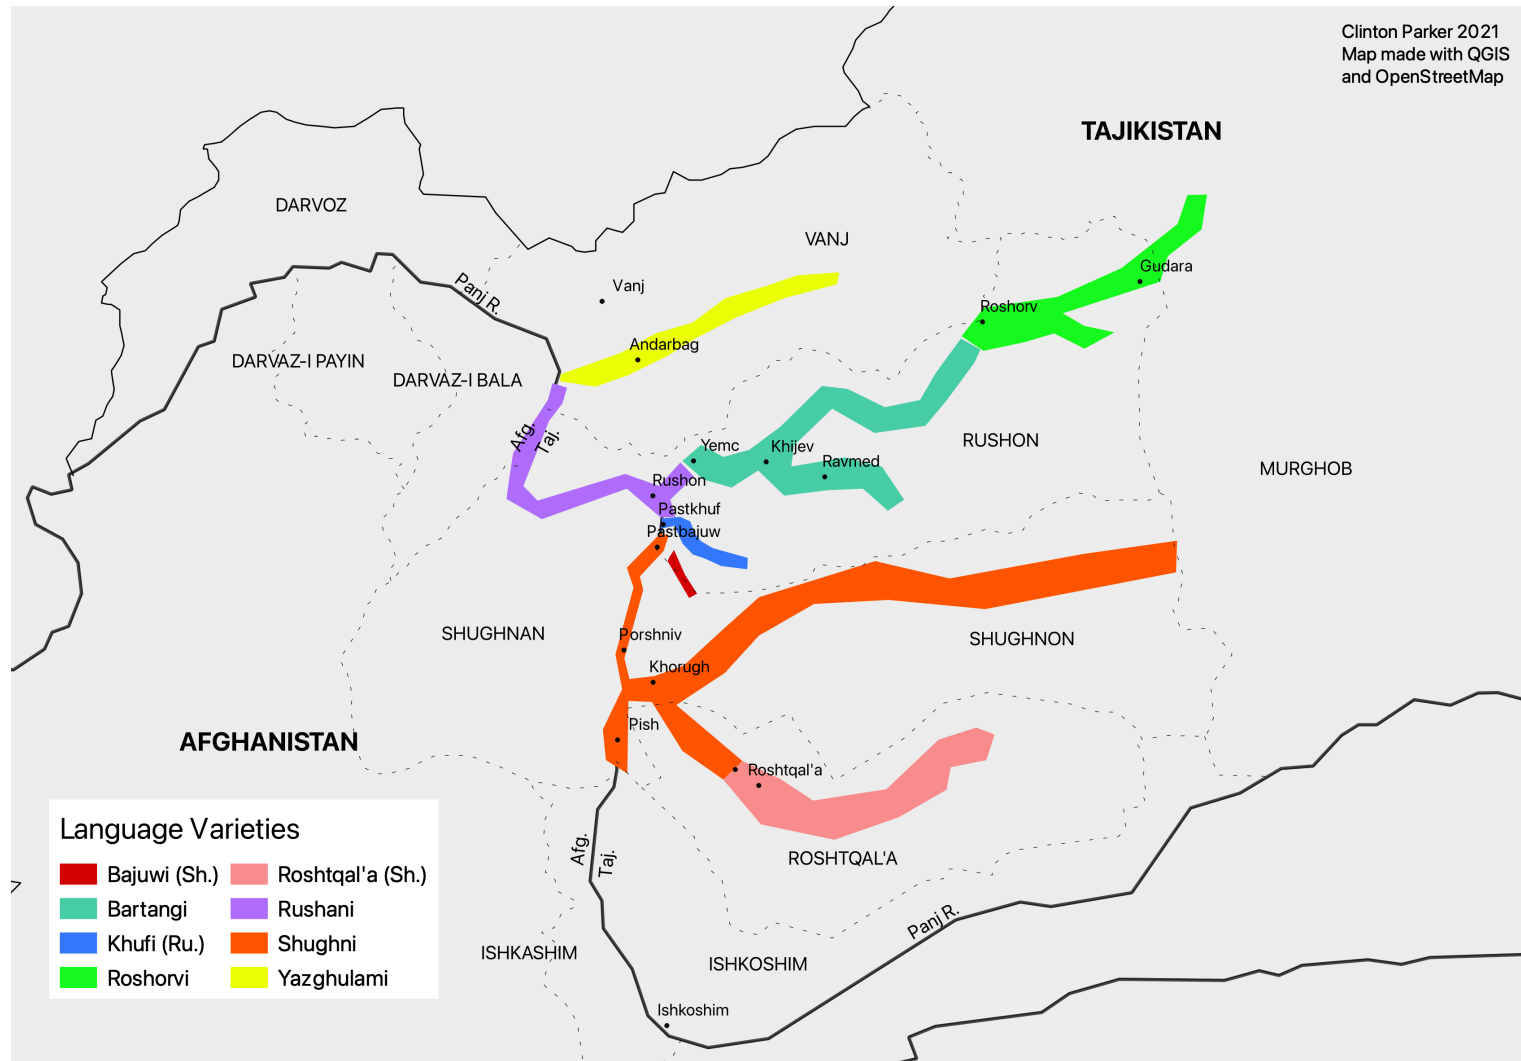 Clinton Parker 2021
Map made with QGIS
and OpenStreetMap
TAJIKISTAN
DARVOZ
VANJ
Gudara
Panj R.
Vanj
Roshorv
Andarbag
DARVAZ-I PAYIN
DARVAZ-I BALA
Afg.
Taj.
Yemc
Khijev
RUSHON
Ravmed
MURGHOB
Rushon
Pastkhuf
Pastbajuw
SHUGHNAN
Porshniv
SHUGHNON
Khorugh
Pish
AFGHANISTAN
Roshtqal'a
Afg.
Taj.
ROSHTQAL'A
Panj R.
ISHKASHIM
ISHKOSHIM
Ishkoshim
Language Varieties
Bajuwi (Sh.)
Roshtqal'a (Sh.)
Bartangi
Rushani
Khufi (Ru.)
Shughni
Roshorvi
Yazghulami